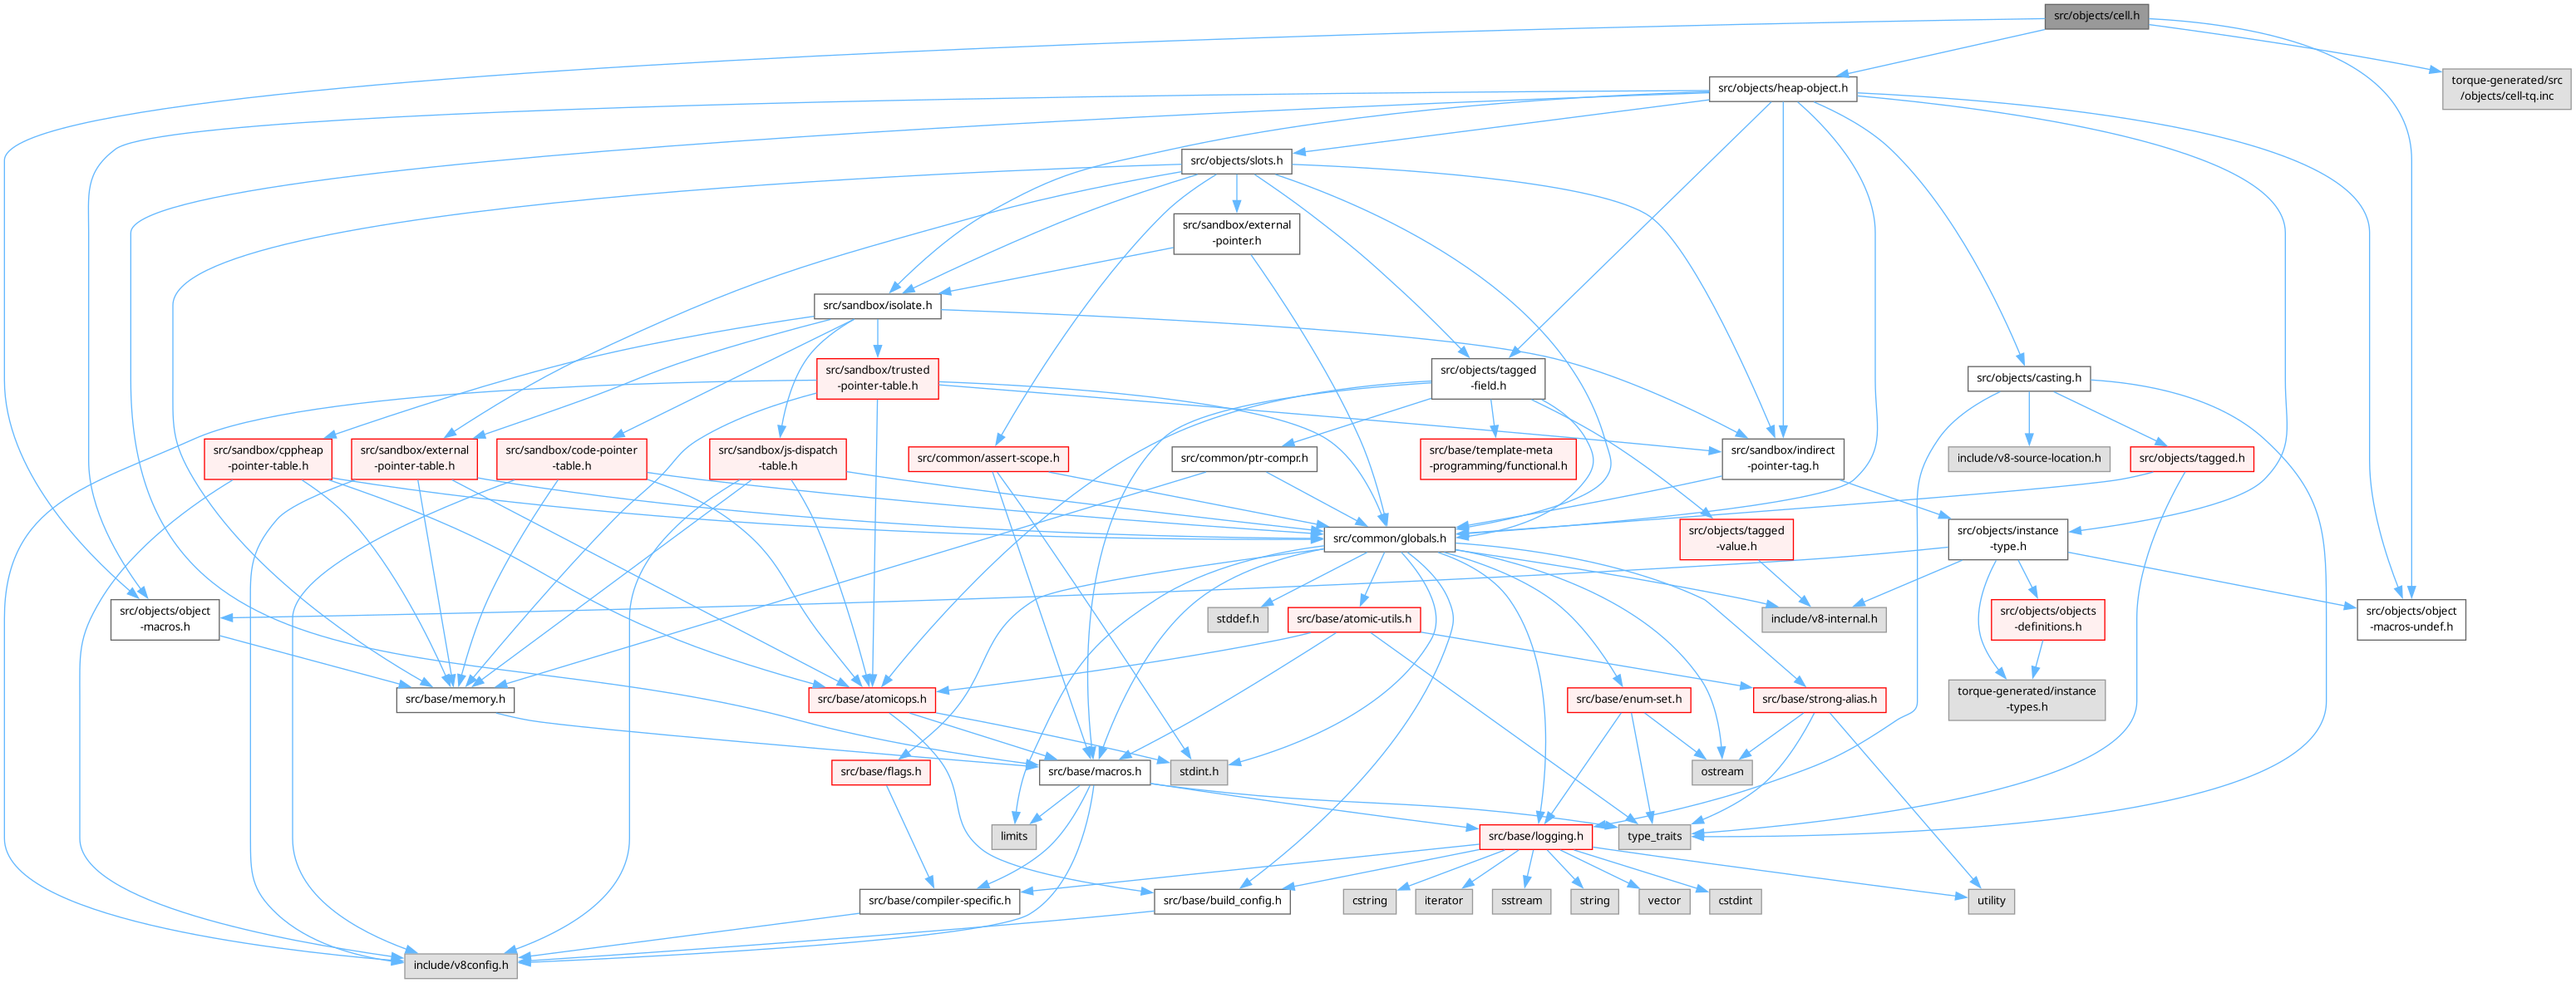 src/objects/cell.h
src/objects/heap-object.h
torque-generated/src
/objects/cell-tq.inc
src/objects/slots.h
src/sandbox/external
-pointer.h
src/sandbox/isolate.h
src/sandbox/trusted
-pointer-table.h
src/objects/tagged
-field.h
src/objects/casting.h
src/sandbox/cppheap
-pointer-table.h
src/sandbox/external
-pointer-table.h
src/sandbox/code-pointer
-table.h
src/sandbox/js-dispatch
-table.h
src/common/assert-scope.h
src/common/ptr-compr.h
src/base/template-meta
-programming/functional.h
src/sandbox/indirect
-pointer-tag.h
include/v8-source-location.h
src/objects/tagged.h
src/common/globals.h
src/objects/tagged
-value.h
src/objects/instance
-type.h
src/objects/object
-macros.h
stddef.h
src/base/atomic-utils.h
include/v8-internal.h
src/objects/objects
-definitions.h
src/objects/object
-macros-undef.h
src/base/memory.h
src/base/atomicops.h
src/base/enum-set.h
src/base/strong-alias.h
torque-generated/instance
-types.h
src/base/flags.h
src/base/macros.h
stdint.h
ostream
limits
src/base/logging.h
type_traits
src/base/compiler-specific.h
src/base/build_config.h
cstring
iterator
sstream
string
vector
cstdint
utility
include/v8config.h